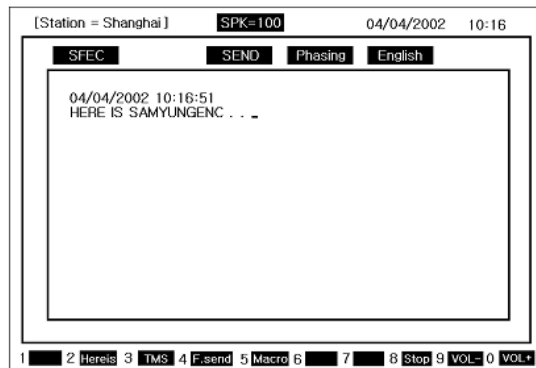 [Station = Shanghai] SPK=100 04/04/2002 10:16
SFEC SEND Phasing English
04/04/2002 10:16:51
HERE IS SAMYUNGENC . . _
1 2 Hereis 3 TMS 4 F.send 5 Macro 6 7 8 Stop 9 VOL- 0 VOL+